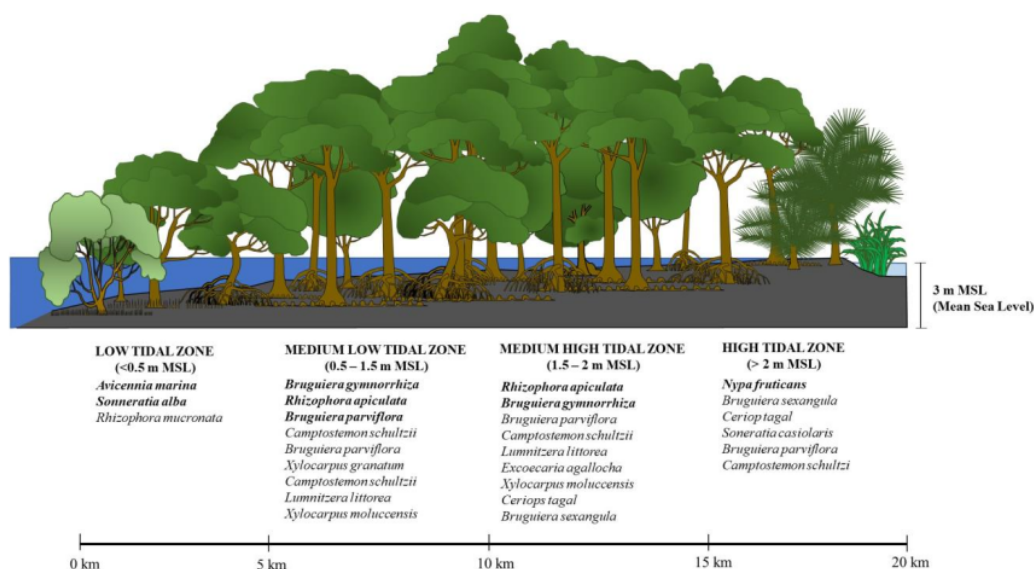 3 m MSL
(Mean Sea Level)
LOW TIDAL ZONE
(<0.5 m MSL)
Avicennia marina
Sonneratia alba
Rhizophora mucronata
MEDIUM LOW TIDAL ZONE
(0.5 – 1.5 m MSL)
Bruguiera gymnorrhiza
Rhizophora apiculata
Bruguiera parviflora
Camptostemon schultzii
Bruguiera parviflora
Xylocarpus granatum
Camptostemon schultzii
Lumnitzera littorea
Xylocarpus moluccensis
MEDIUM HIGH TIDAL ZONE
(1.5 – 2 m MSL)
Rhizophora apiculata
Bruguiera gymnorrhiza
Bruguiera parviflora
Camptostemon schultzii
Lumnitzera littorea
Excoecaria agallocha
Xylocarpus moluccensis
Ceriops tagal
Bruguiera sexangula
HIGH TIDAL ZONE
(> 2 m MSL)
Nypa fruticans
Bruguiera sexangula
Ceriop tagal
Soneratia casiolaris
Bruguiera parviflora
Camptostemon schultzi
0 km
5 km
10 km
15 km
20 km